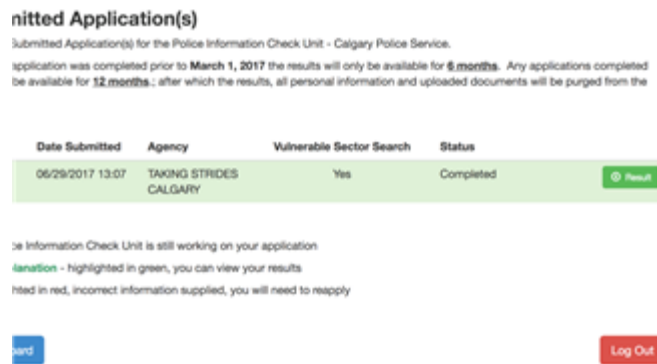 nitted Application(s)
Submitted Application(s) for the Police Information Check Unit - Calgary Police Service.
application was completed prior to March 1, 2017 the results will only be available for 6 months. Any applications completed
be available for 12 months.; after which the results, all personal information and uploaded documents will be purged from the
Date Submitted Agency Vulnerable Sector Search Status
06/29/2017 13:07 TAKING STRIDES CALGARY Yes Completed Result
ce Information Check Unit is still working on your application
lanation - highlighted in green, you can view your results
hted in red, incorrect information supplied, you will need to reapply
oard Log Out